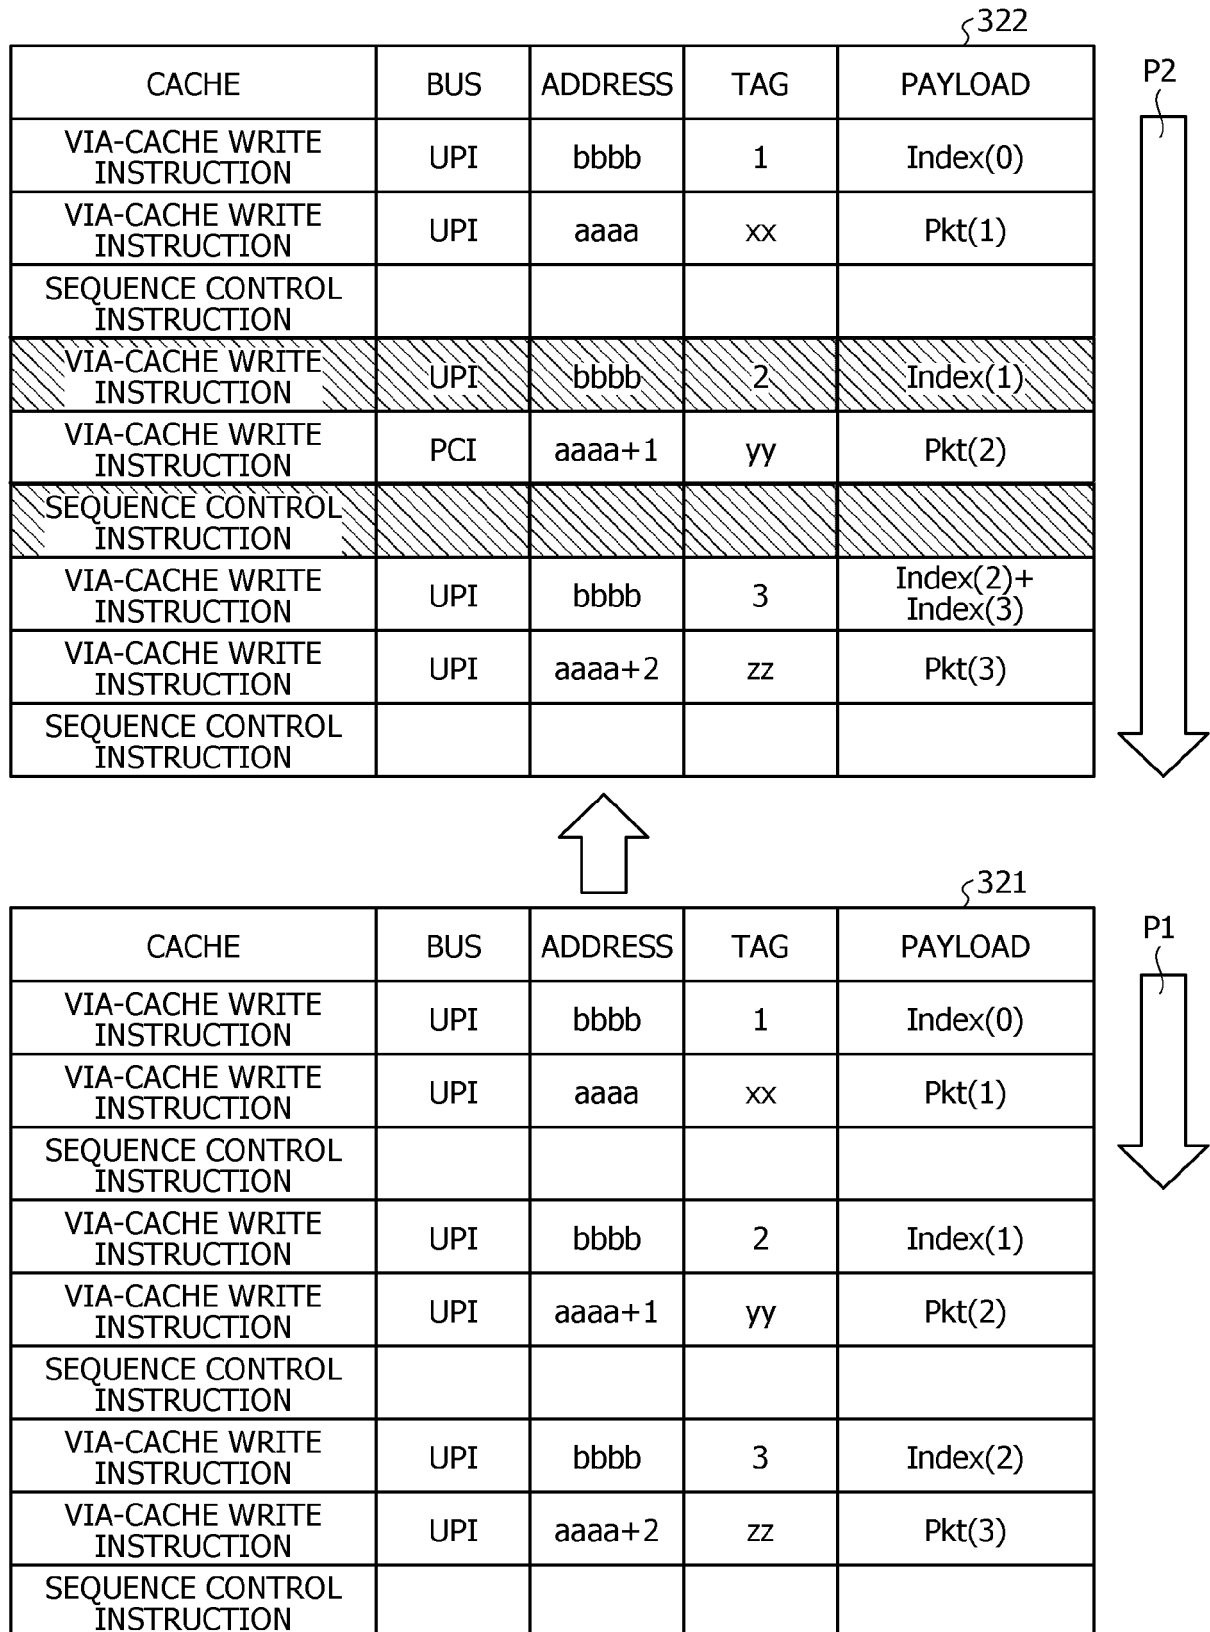 322
CACHE BUS ADDRESS TAG PAYLOAD
P2
VIA-CACHE WRITE
INSTRUCTION UPI bbbb 1 Index(0)
VIA-CACHE WRITE
INSTRUCTION UPI aaaa xx Pkt(1)
SEQUENCE CONTROL
INSTRUCTION
VIA-CACHE WRITE
INSTRUCTION UPI bbbb 2 Index(1)
VIA-CACHE WRITE
INSTRUCTION PCI aaaa+1 yy Pkt(2)
SEQUENCE CONTROL
INSTRUCTION
VIA-CACHE WRITE
INSTRUCTION UPI bbbb 3 Index(2)+
Index(3)
VIA-CACHE WRITE
INSTRUCTION UPI aaaa+2 zz Pkt(3)
SEQUENCE CONTROL
INSTRUCTION
321
CACHE BUS ADDRESS TAG PAYLOAD
P1
VIA-CACHE WRITE
INSTRUCTION UPI bbbb 1 Index(0)
VIA-CACHE WRITE
INSTRUCTION UPI aaaa xx Pkt(1)
SEQUENCE CONTROL
INSTRUCTION
VIA-CACHE WRITE
INSTRUCTION UPI bbbb 2 Index(1)
VIA-CACHE WRITE
INSTRUCTION UPI aaaa+1 yy Pkt(2)
SEQUENCE CONTROL
INSTRUCTION
VIA-CACHE WRITE
INSTRUCTION UPI bbbb 3 Index(2)
VIA-CACHE WRITE
INSTRUCTION UPI aaaa+2 zz Pkt(3)
SEQUENCE CONTROL
INSTRUCTION